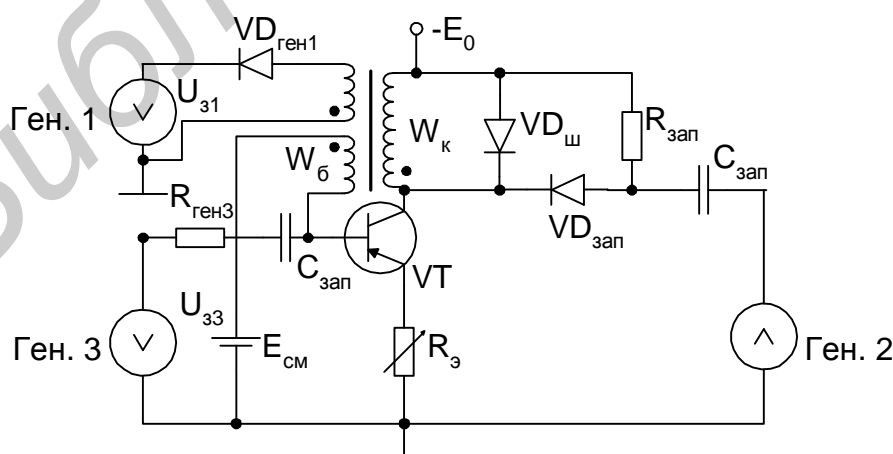 VDген1
-E0
Uз1
Ген. 1
Wк
VDш
Rзап
Wб
Cзап
Rген3
VDзап
Cзап
VT
Uз3
Ген. 3
Eсм
Rэ
Ген. 2